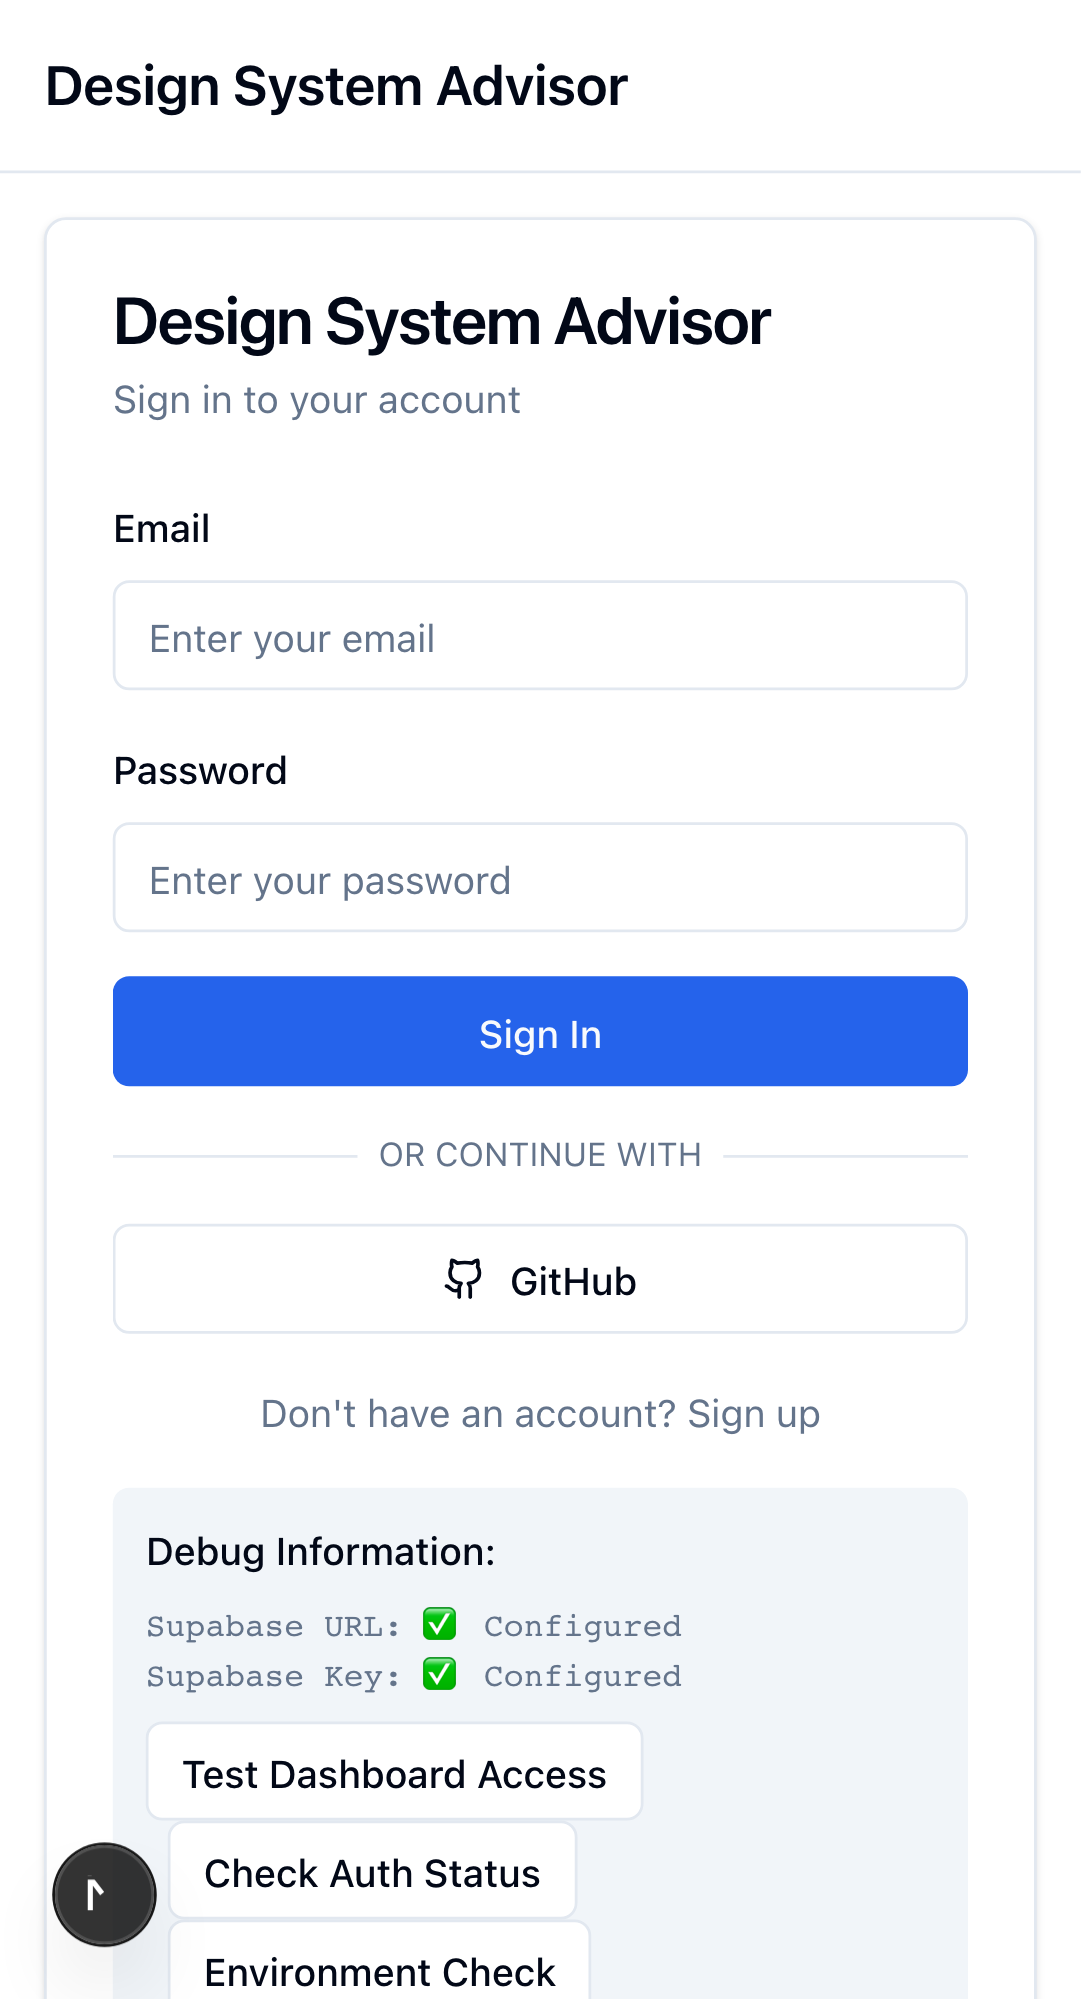 Design System Advisor
Design System Advisor
Sign in to your account
Email
Enter your email
Password
Enter your password
Sign In
OR CONTINUE WITH
GitHub
Don't have an account? Sign up
Debug Information:
Supabase URL: ✅ Configured
Supabase Key: ✅ Configured
Test Dashboard Access
Check Auth Status
Environment Check